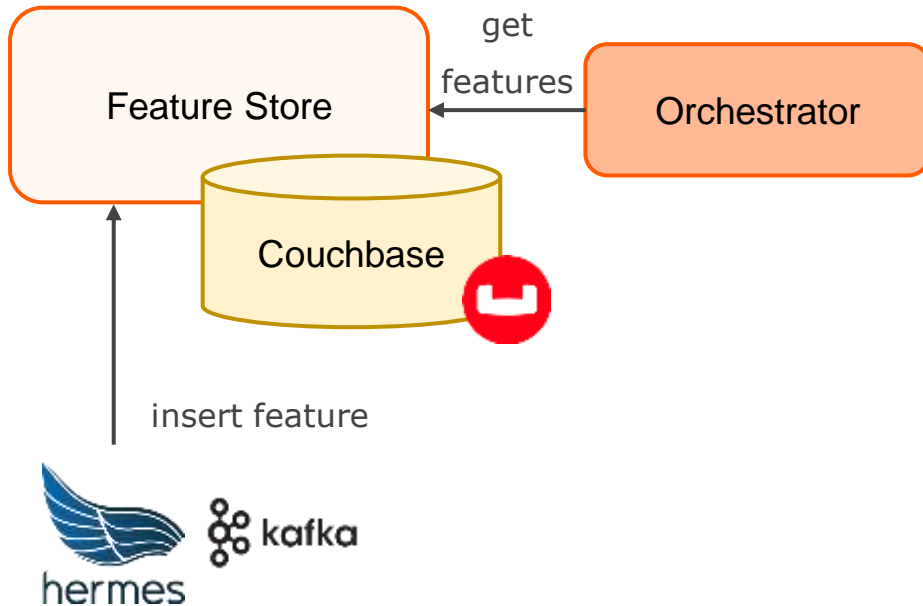 get
features
Feature Store
Orchestrator
Couchbase
insert feature
hermes
kafka